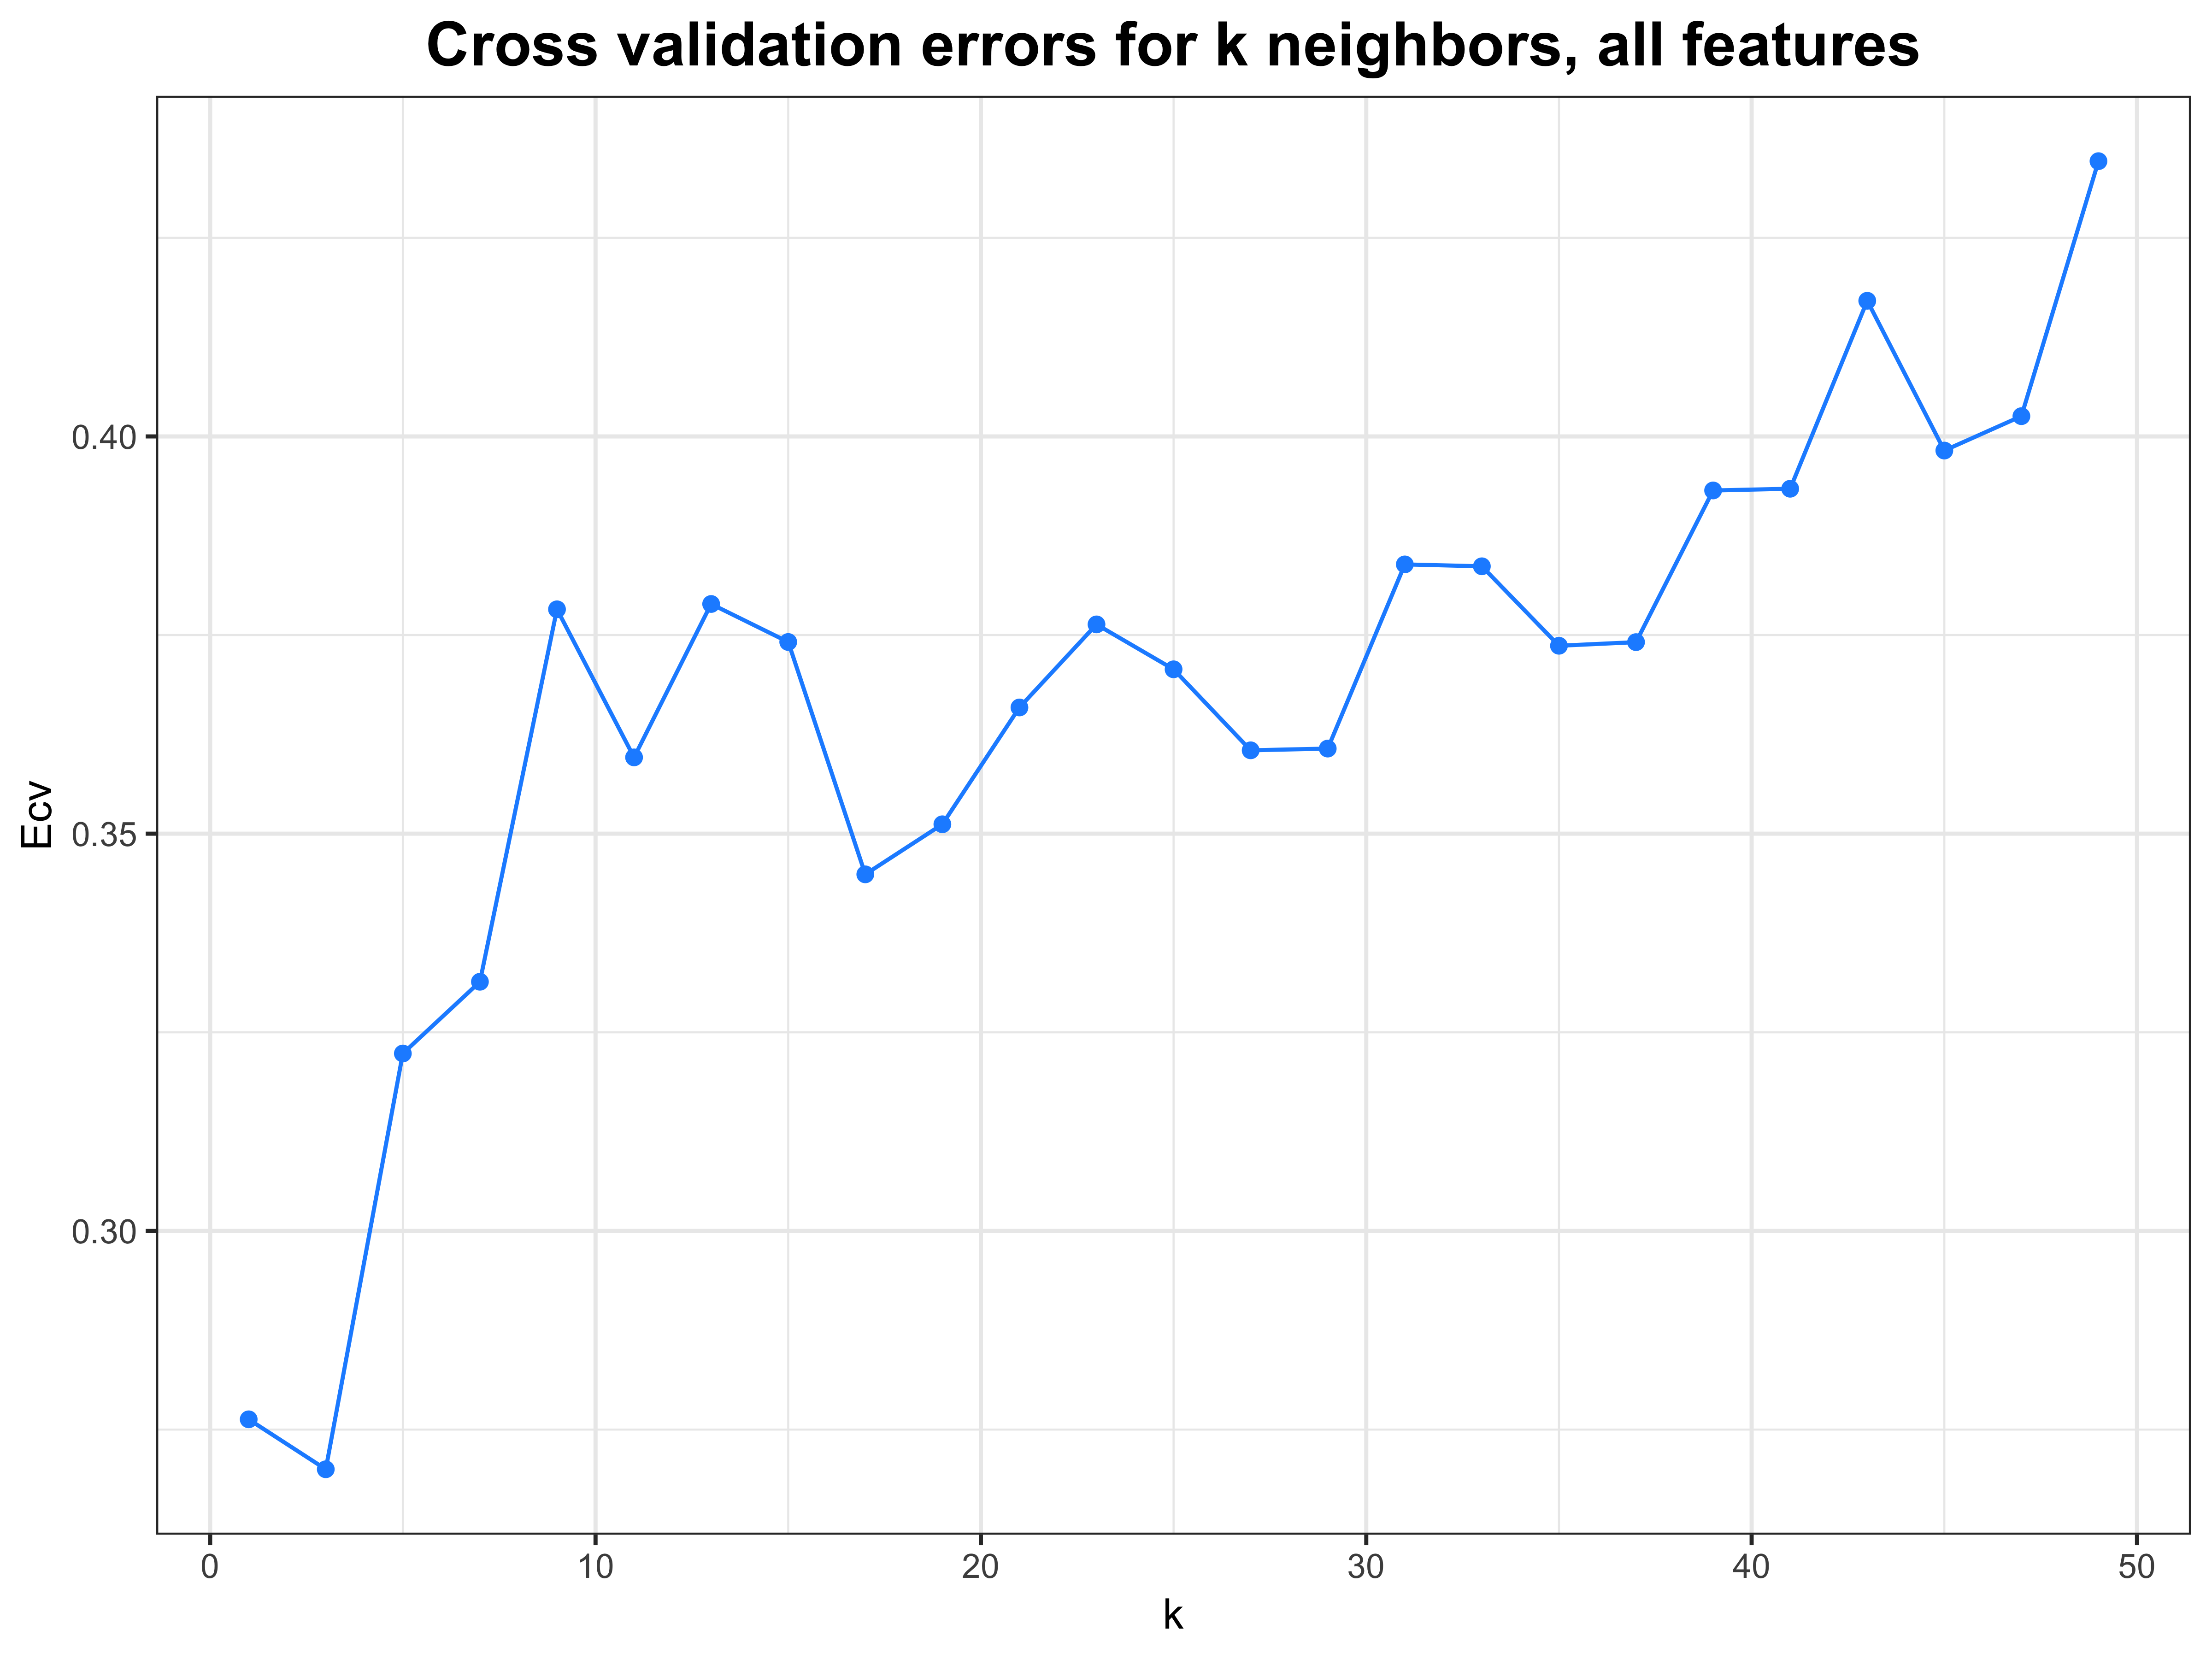 Cross validation errors for k neighbors, all features
Ecv
0.40
0.35
0.30
0 10 20 30 40 50
k